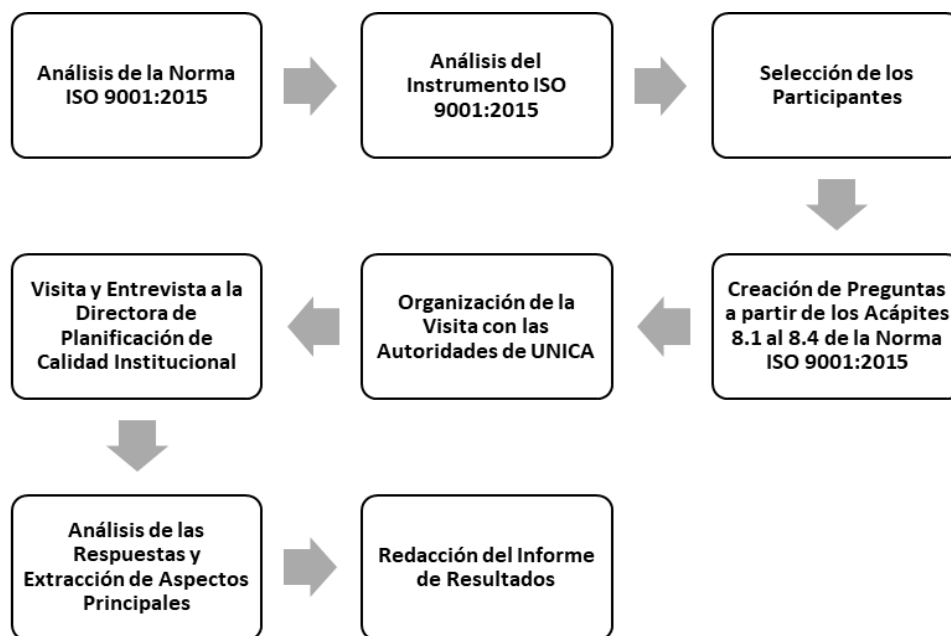 Análisis de la Norma
ISO 9001:2015
Análisis del
Instrumento ISO
9001:2015
Selección de los
Participantes
Creación de Preguntas
a partir de los Acápites
8.1 al 8.4 de la Norma
ISO 9001:2015
Organización de la
Visita con las
Autoridades de UNICA
Visita y Entrevista a la
Directora de
Planificación de
Calidad Institucional
Análisis de las
Respuestas y
Extracción de Aspectos
Principales
Redacción del Informe
de Resultados